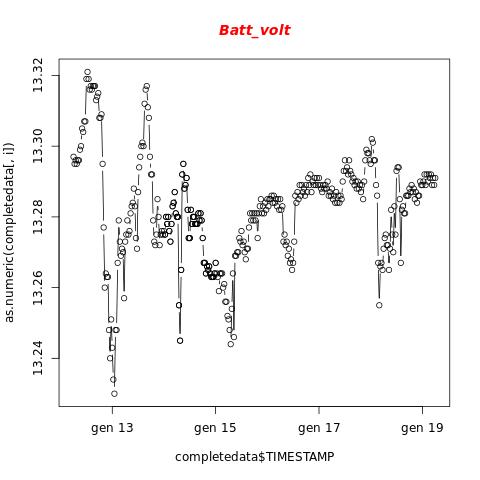 Batt_volt
as.numeric(completedata[, i])
13.32
13.30
13.28
13.26
13.24
gen 13
gen 15
gen 17
gen 19
completedata$TIMESTAMP